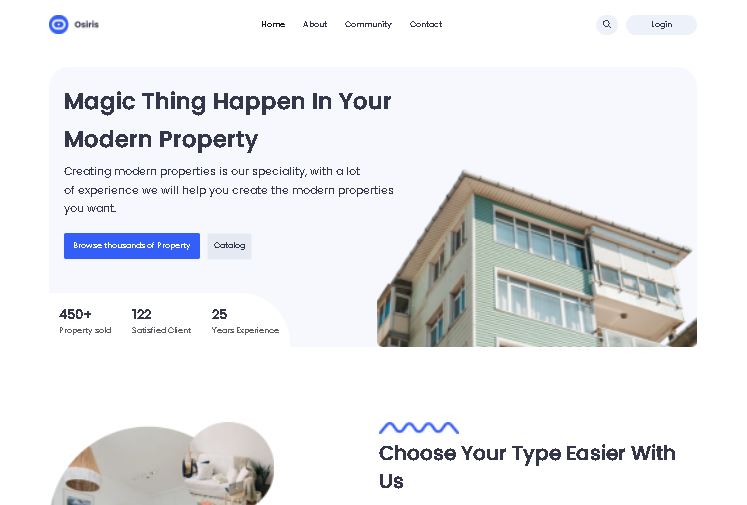 Osiris
Home About Community Contact
Login
Magic Thing Happen In Your
Modern Property
Creating modern properties is our speciality, with a lot
of experience we will help you create the modern properties
you want.
Browse thousands of Property
Catalog
450+ 122 25
Property sold Satisfied Client Years Experience
Choose Your Type Easier With
Us